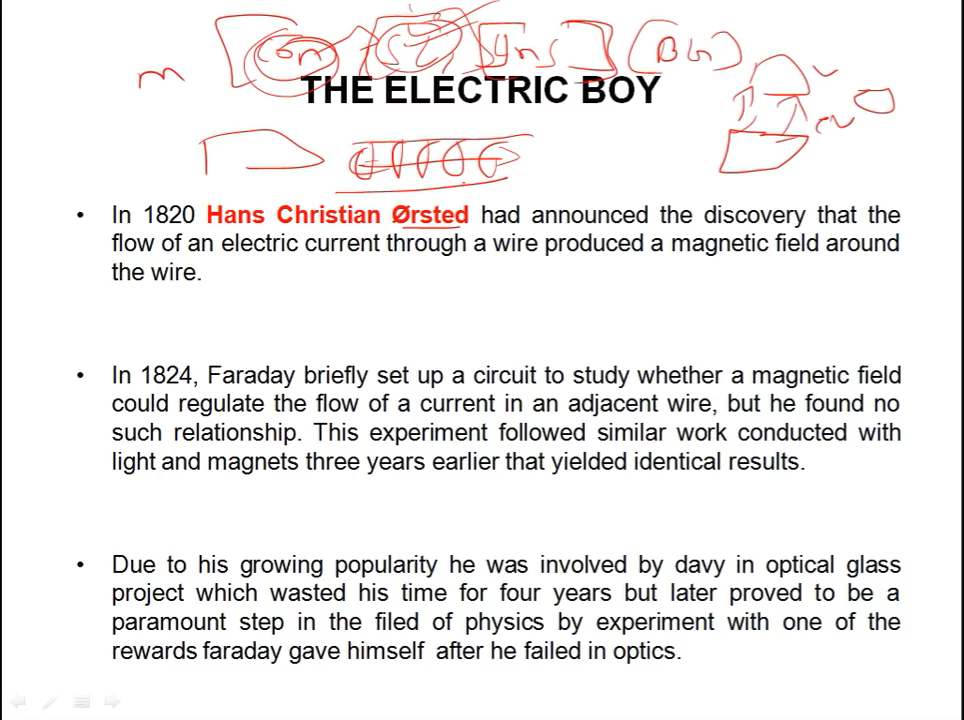 THE ELECTRIC BOY
• In 1820 Hans Christian Ørsted had announced the discovery that the
flow of an electric current through a wire produced a magnetic field around
the wire.
• In 1824, Faraday briefly set up a circuit to study whether a magnetic field
could regulate the flow of a current in an adjacent wire, but he found no
such relationship. This experiment followed similar work conducted with
light and magnets three years earlier that yielded identical results.
• Due to his growing popularity he was involved by davy in optical glass
project which wasted his time for four years but later proved to be a
paramount step in the filed of physics by experiment with one of the
rewards faraday gave himself after he failed in optics.